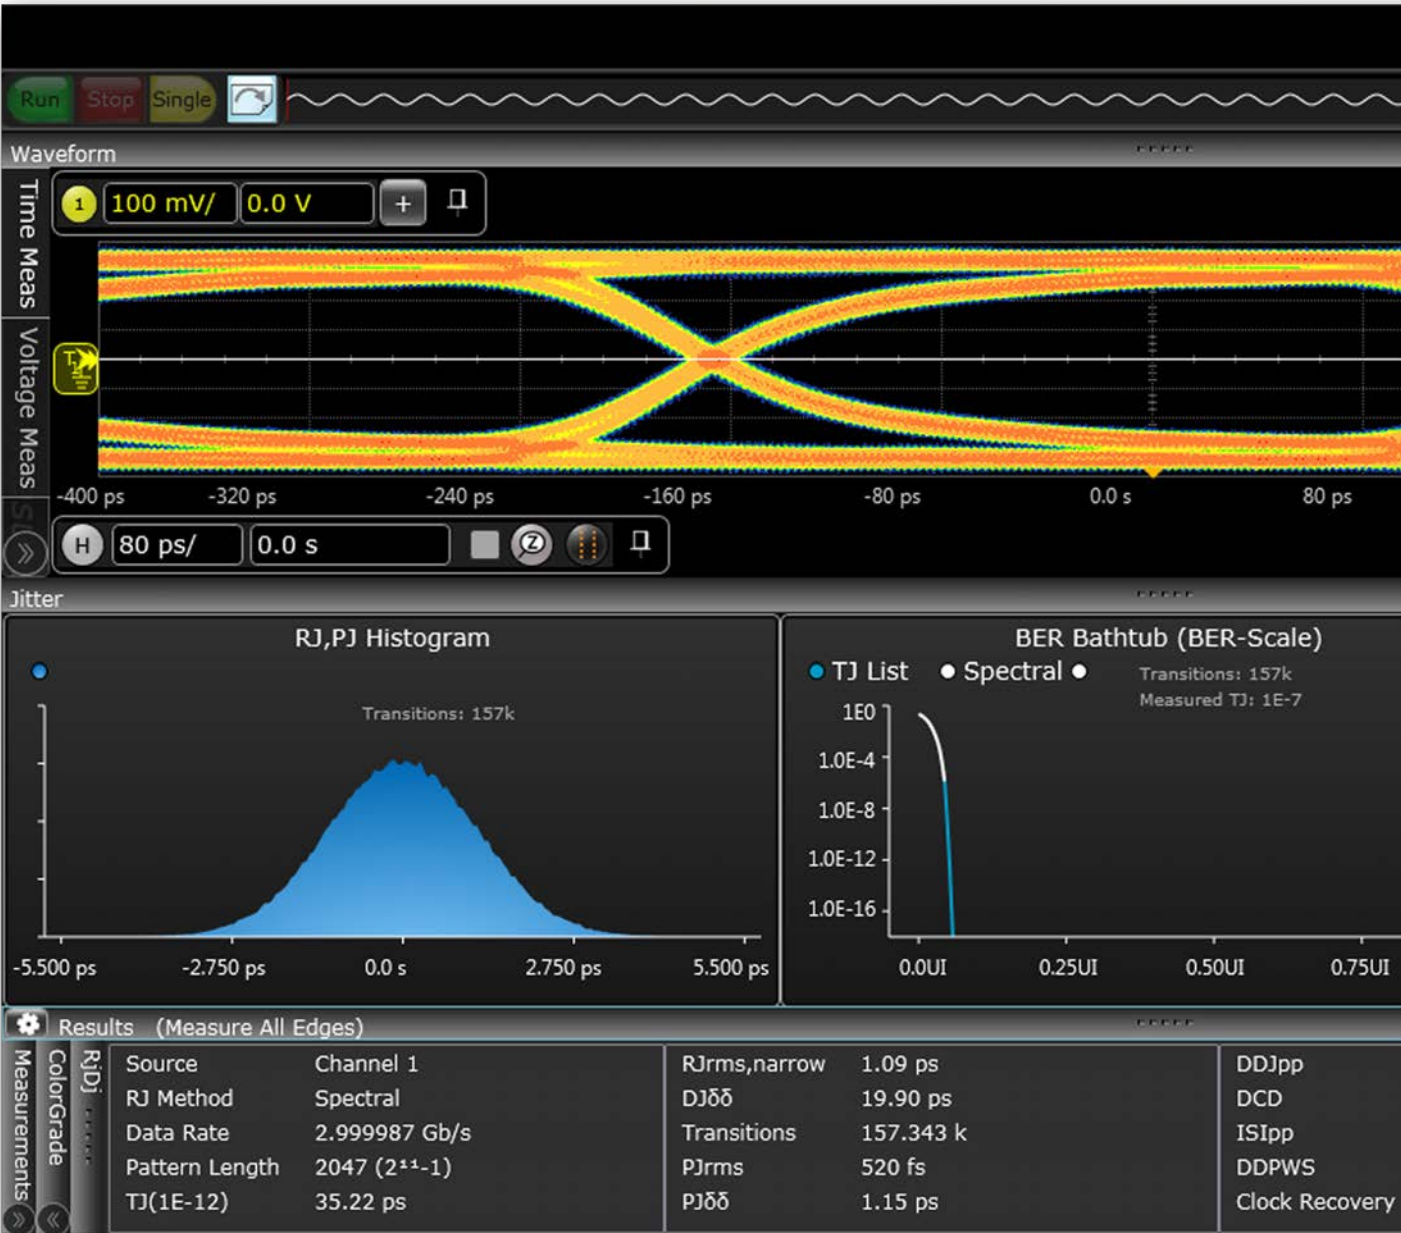 Run Stop Single
Waveform
Time Meas
Voltage Meas
1 100 mV/ 0.0 V +
T
-400 ps -320 ps -240 ps -160 ps -80 ps 0.0 s 80 ps
H 80 ps/ 0.0 s Z
Jitter
RJ,PJ Histogram
Transitions: 157k
-5.500 ps -2.750 ps 0.0 s 2.750 ps 5.500 ps
BER Bathtub (BER-Scale)
TJ List Spectral Transitions: 157k
Measured TJ: 1E-7
1E0
1.0E-4
1.0E-8
1.0E-12
1.0E-16
0.0UI 0.25UI 0.50UI 0.75UI
Results (Measure All Edges)
Measurements
ColorGrade
RjDj
Source Channel 1
RJ Method Spectral
Data Rate 2.999987 Gb/s
Pattern Length 2047 (2¹¹-1)
TJ(1E-12) 35.22 ps
RJrms,narrow 1.09 ps
DJδδ 19.90 ps
Transitions 157.343 k
PJrms 520 fs
PJδδ 1.15 ps
DDJpp
DCD
ISIpp
DDPWS
Clock Recovery